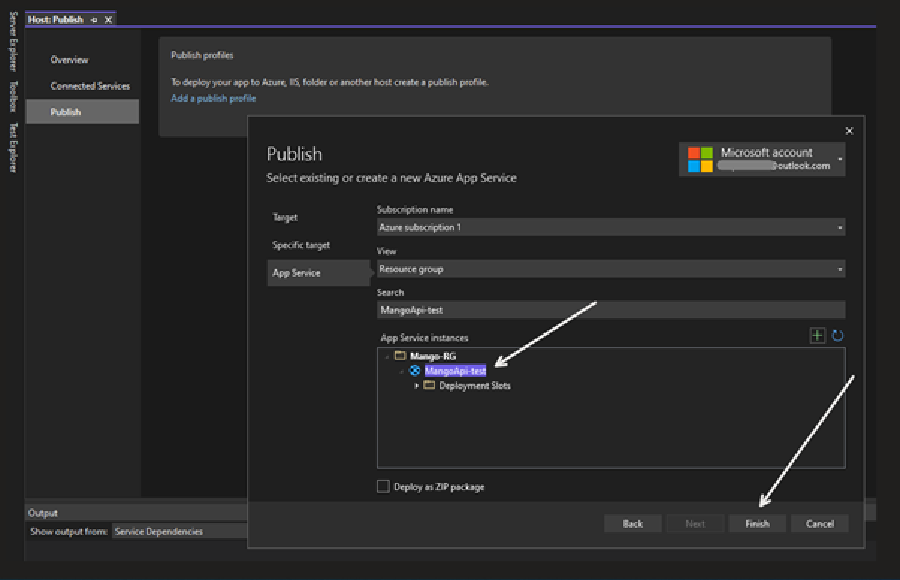 Host: Publish
Server Explorer
Toolbox
Test Explorer
Overview
Connected Services
Publish
Publish profiles
To deploy your app to Azure, IIS, folder or another host create a publish profile.
Add a publish profile
Publish
Select existing or create a new Azure App Service
Microsoft account
@outlook.com
Target
Specific target
App Service
Subscription name
Azure subscription 1
View
Resource group
Search
MangoApi-test
App Service instances
Mango-RG
MangoApi-test
Deployment Slots
Deploy as ZIP package
Back
Next
Finish
Cancel
Output
Show output from:
Service Dependencies